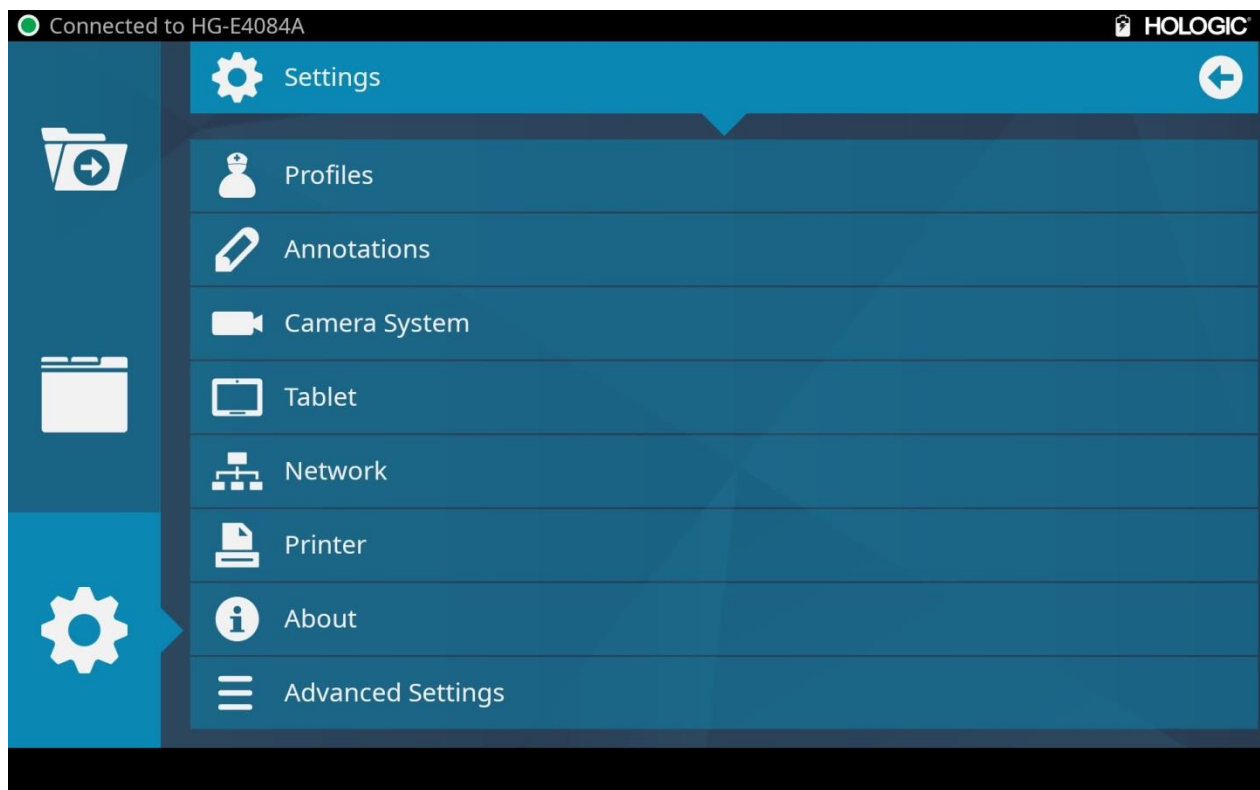 Connected to HG-E4084A
HOLOGIC®
Settings
Profiles
Annotations
Camera System
Tablet
Network
Printer
About
Advanced Settings